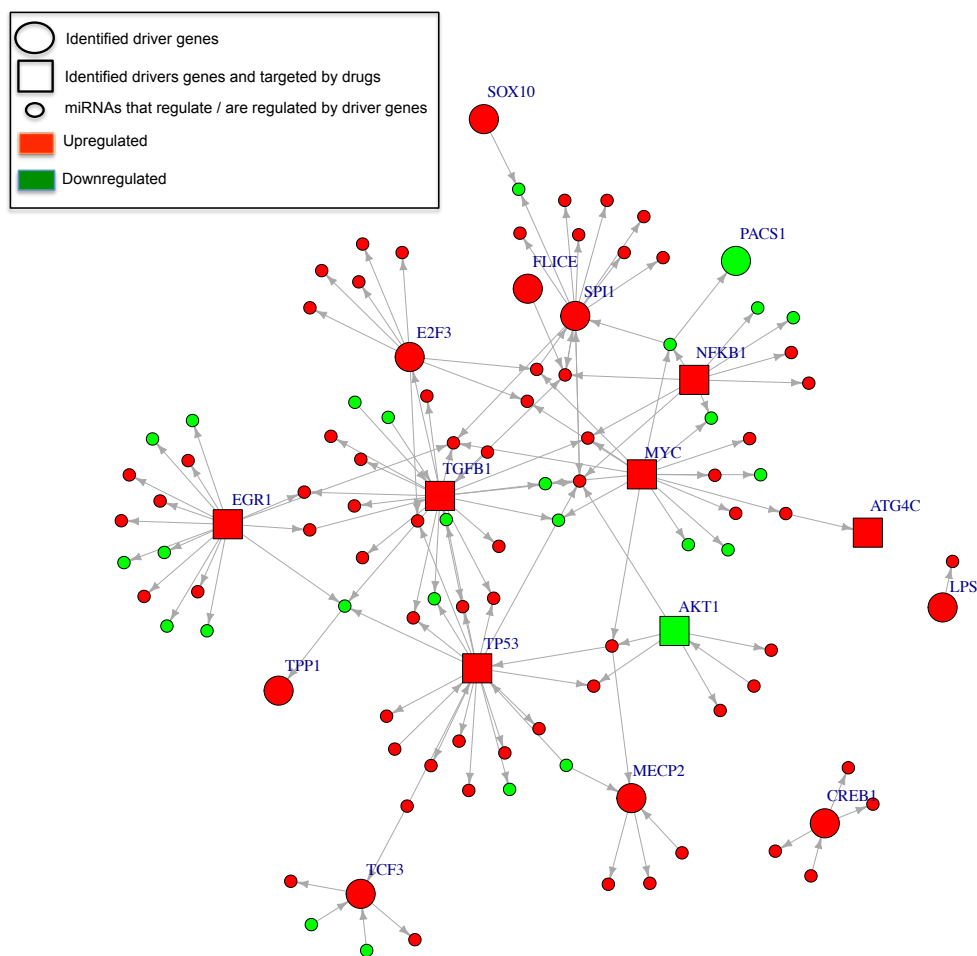 Identified driver genes
Identified drivers genes and targeted by drugs
miRNAs that regulate / are regulated by driver genes
Upregulated
Downregulated
SOX10
PACS1
FLICE
SPI1
E2F3
NFKB1
MYC
TGFB1
EGR1
ATG4C
LPS
AKT1
TP53
TPP1
MECP2
CREB1
TCF3